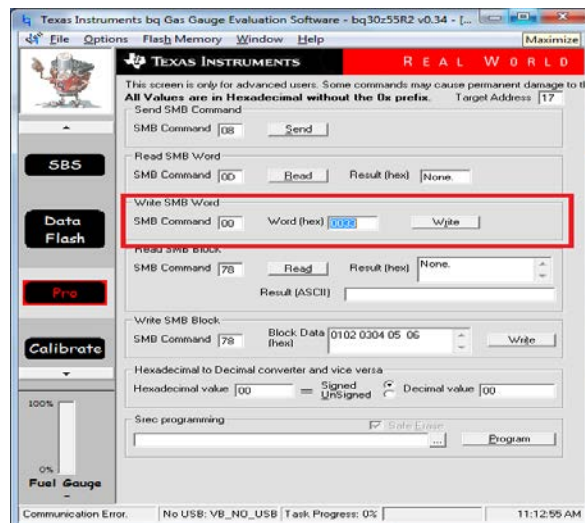 Texas Instruments bq Gas Gauge Evaluation Software - bq30z55R2 v0.34 - [...
File Options Flash Memory Window Help Maximize
TEXAS INSTRUMENTS REAL WORLD
This screen is only for advanced users. Some commands may cause permanent damage to th
All Values are in Hexadecimal without the 0x prefix. Target Address 17
Send SMB Command
SMB Command 08 Send
SBS
Read SMB Word
SMB Command 0D Read Result (hex) None.
Write SMB Word
SMB Command 00 Word (hex) Write
Data
Flash
Read SMB Block
SMB Command 78 Read Result (hex) None.
Result (ASCII)
Pro
Write SMB Block
SMB Command 78 Block Data (hex) 0102 0304 05 06 Write
Calibrate
Hexadecimal to Decimal converter and vice versa
Hexadecimal value 00 = Signed UnSigned Decimal value 00
100%
Srec programming Safe Erase
... Program
0%
Fuel Gauge
-
Communication Error. No USB: VB_NO_USB Task Progress: 0% 11:12:55 AM